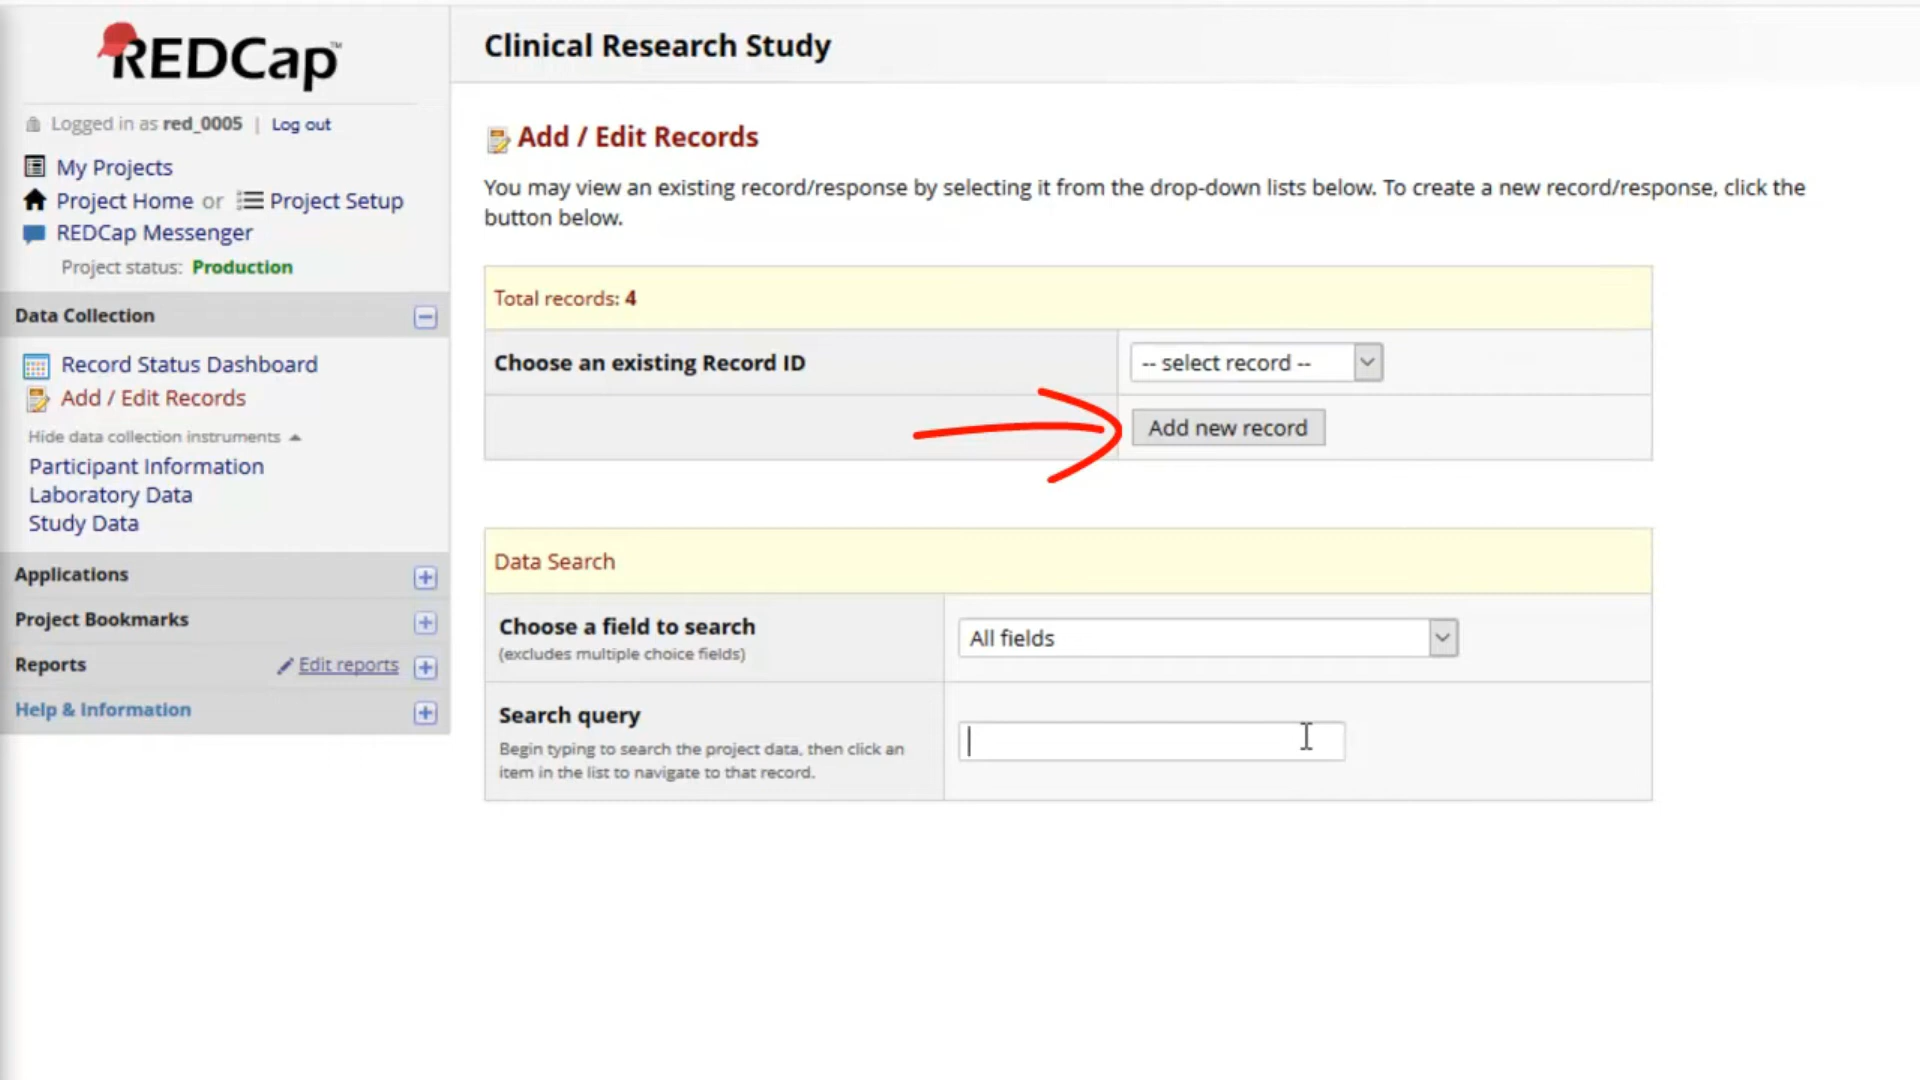 REDCap™
Logged in as red_0005 | Log out
My Projects
Project Home or Project Setup
REDCap Messenger
Project status: Production
Data Collection
Record Status Dashboard
Add / Edit Records
Hide data collection instruments
Participant Information
Laboratory Data
Study Data
Applications
Project Bookmarks
Reports Edit reports
Help & Information
Clinical Research Study
Add / Edit Records
You may view an existing record/response by selecting it from the drop-down lists below. To create a new record/response, click the
button below.
Total records: 4
Choose an existing Record ID -- select record --
Add new record
Data Search
Choose a field to search All fields
(excludes multiple choice fields)
Search query
Begin typing to search the project data, then click an
item in the list to navigate to that record.